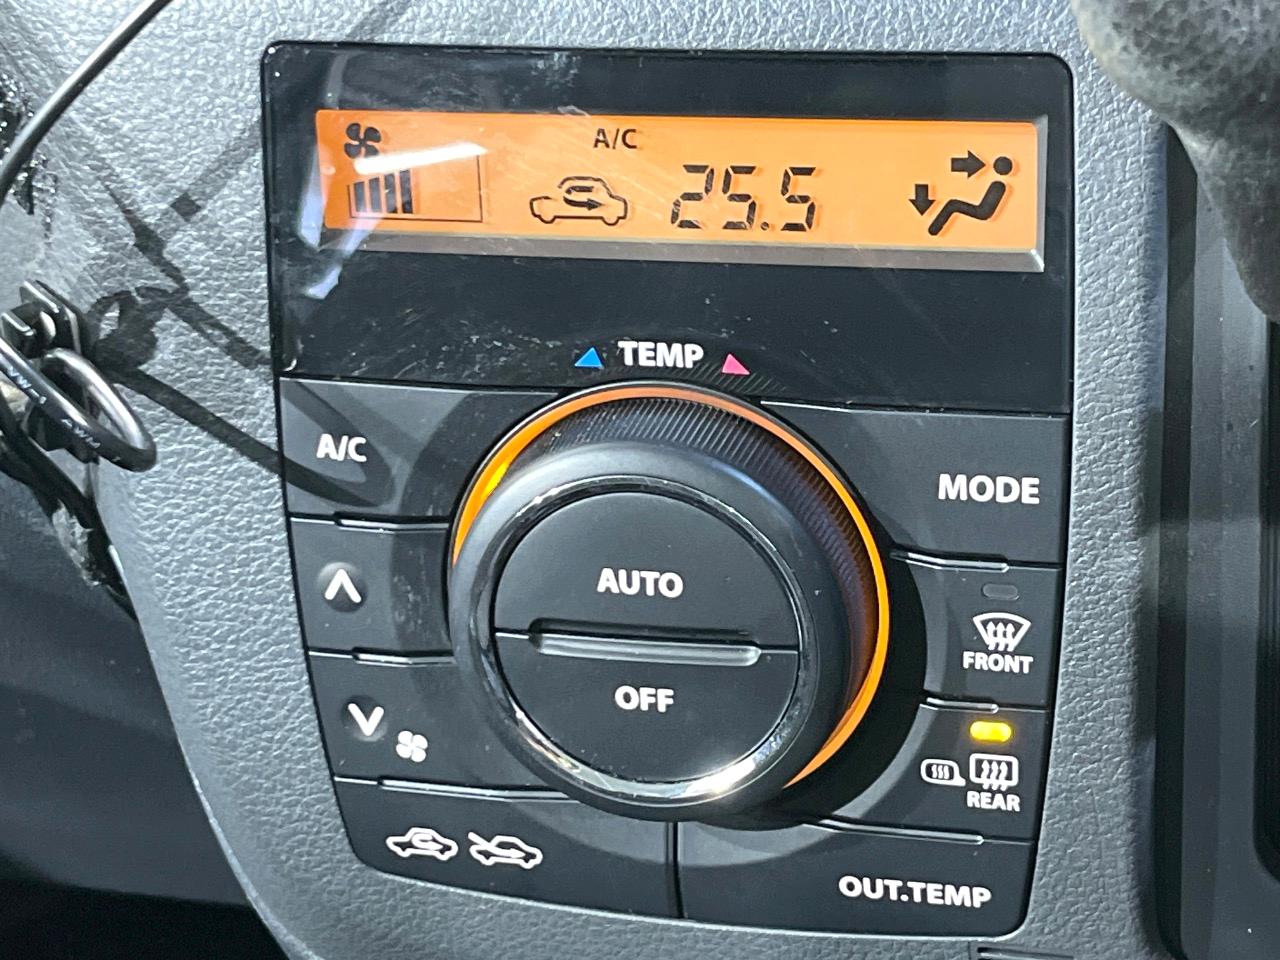 A/C
25.5
TEMP
A/C
MODE
AUTO
FRONT
OFF
REAR
OUT.TEMP